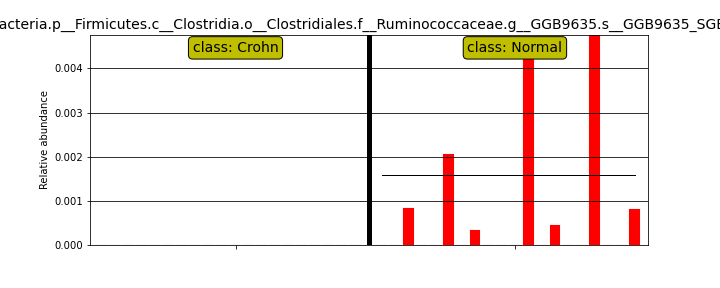 acteria.p__Firmicutes.c__Clostridia.o__Clostridiales.f__Ruminococcaceae.g__GGB9635.s__GGB9635_SGB
class: Crohn
class: Normal
0.004
0.003
0.002
0.001
0.000
Relative abundance